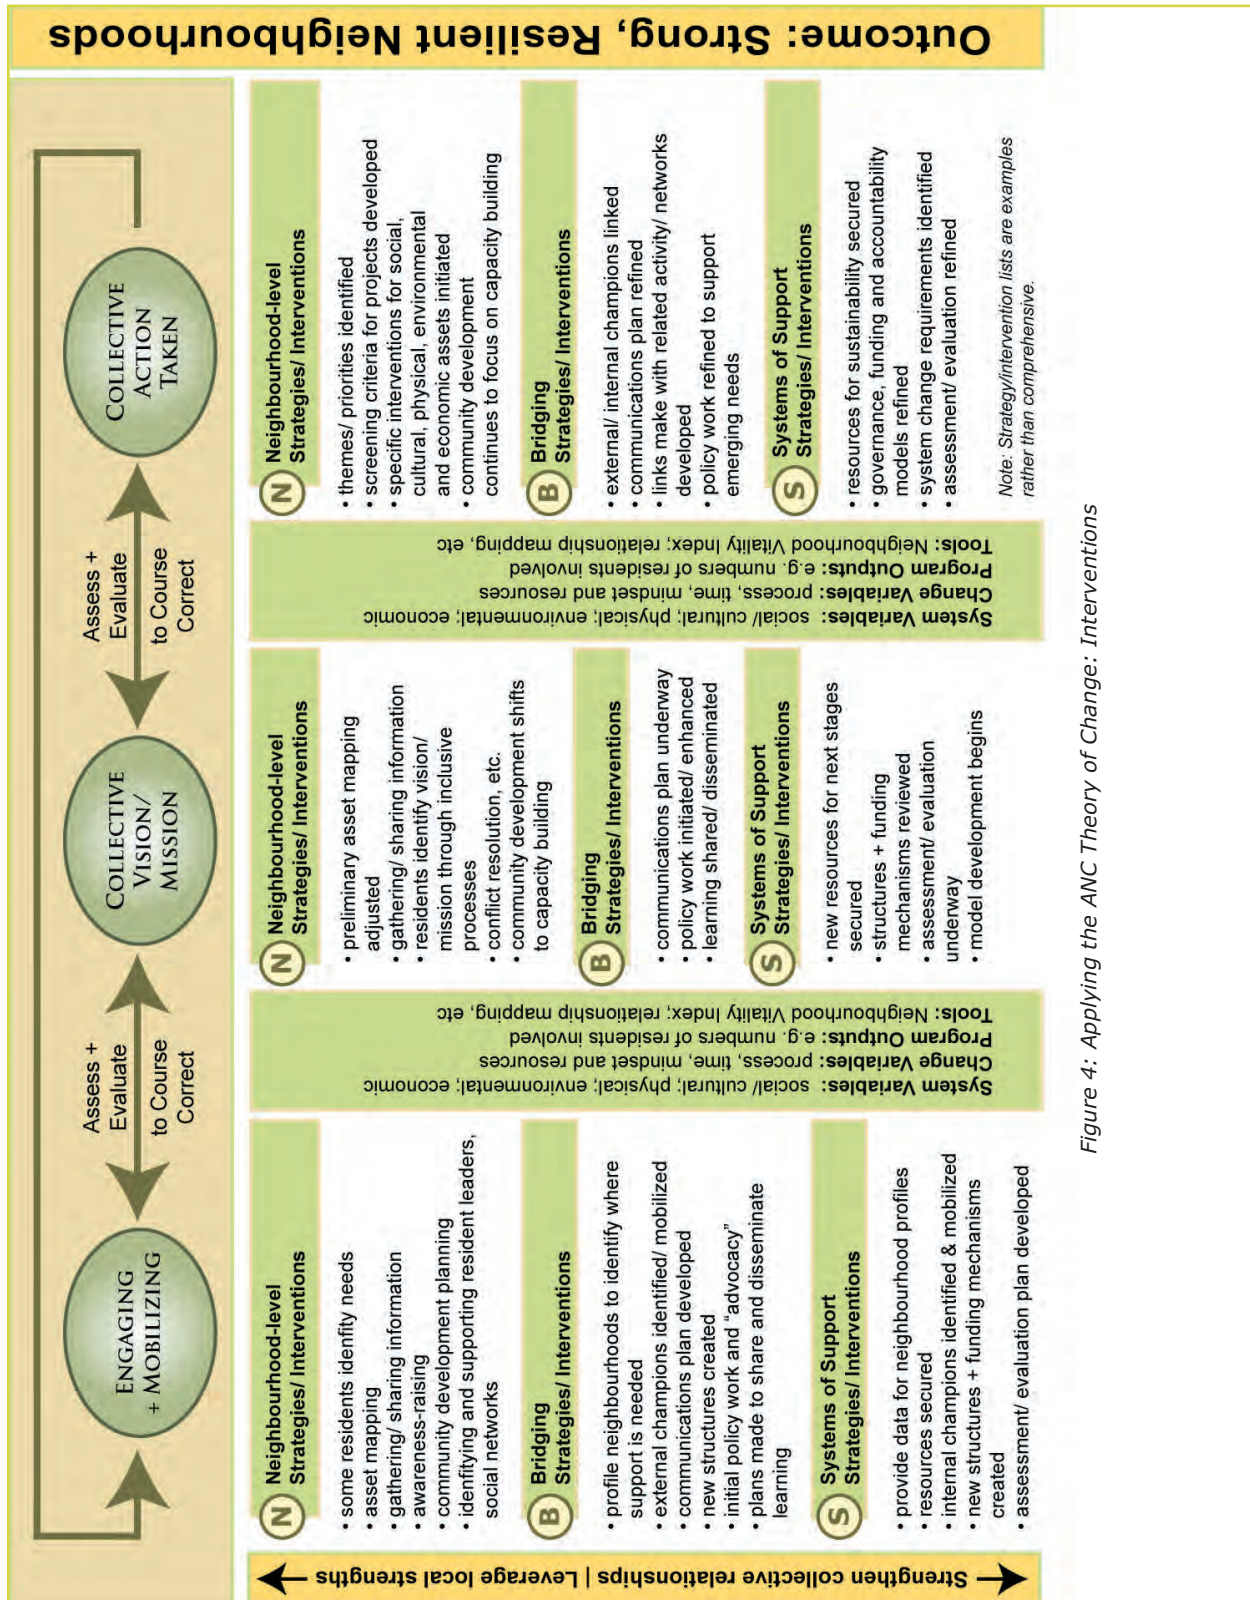 ENGAGING
+ MOBILIZING
Assess +
Evaluate
to Course
Correct
COLLECTIVE
VISION/
MISSION
Assess +
Evaluate
to Course
Correct
COLLECTIVE
ACTION
TAKEN
Strengthen collective relationships | Leverage local strengths
N
Neighbourhood-level
Strategies/ Interventions
• some residents idenfity needs
• asset mapping
• gathering/ sharing information
• awareness-raising
• community development planning
• idenfitying and supporting resident leaders,
social networks
B
Bridging
Strategies/ Interventions
• profile neighbourhoods to identify where
support is needed
• external champions identified/ mobilized
• communications plan developed
• new structures created
• initial policy work and “advocacy”
• plans made to share and disseminate
learning
S
Systems of Support
Strategies/ Interventions
• provide data for neighbourhood profiles
• resources secured
• internal champions identified & mobilized
• new structures + funding mechanisms
created
• assessment/ evaluation plan developed
System Variables: social/ cultural; physical; environmental; economic
Change Variables: process, time, mindset and resources
Program Outputs: e.g. numbers of residents involved
Tools: Neighbourhood Vitality Index; relationship mapping, etc
N
Neighbourhood-level
Strategies/ Interventions
• preliminary asset mapping
adjusted
• gathering/ sharing information
• residents identify vision/
mission through inclusive
processes
• conflict resolution, etc.
• community development shifts
to capacity building
B
Bridging
Strategies/ Interventions
• communications plan underway
• policy work initiated/ enhanced
• learning shared/ disseminated
S
Systems of Support
Strategies/ Interventions
• new resources for next stages
secured
• structures + funding
mechanisms reviewed
• assessment/ evaluation
underway
• model development begins
System Variables: social/ cultural; physical; environmental; economic
Change Variables: process, time, mindset and resources
Program Outputs: e.g. numbers of residents involved
Tools: Neighbourhood Vitality Index; relationship mapping, etc
N
Neighbourhood-level
Strategies/ Interventions
• themes/ priorities identified
• screening criteria for projects developed
• specific interventions for social,
cultural, physical, environmental
and economic assets initiated
• community development
continues to focus on capacity building
B
Bridging
Strategies/ Interventions
• external/ internal champions linked
• communications plan refined
• links make with related activity/ networks
developed
• policy work refined to support
emerging needs
S
Systems of Support
Strategies/ Interventions
• resources for sustainability secured
• governance, funding and accountability
models refined
• system change requirements identified
• assessment/ evaluation refined
Note: Strategy/intervention lists are examples
rather than comprehensive.
Outcome: Strong, Resilient Neighbourhoods
Figure 4: Applying the ANC Theory of Change: Interventions